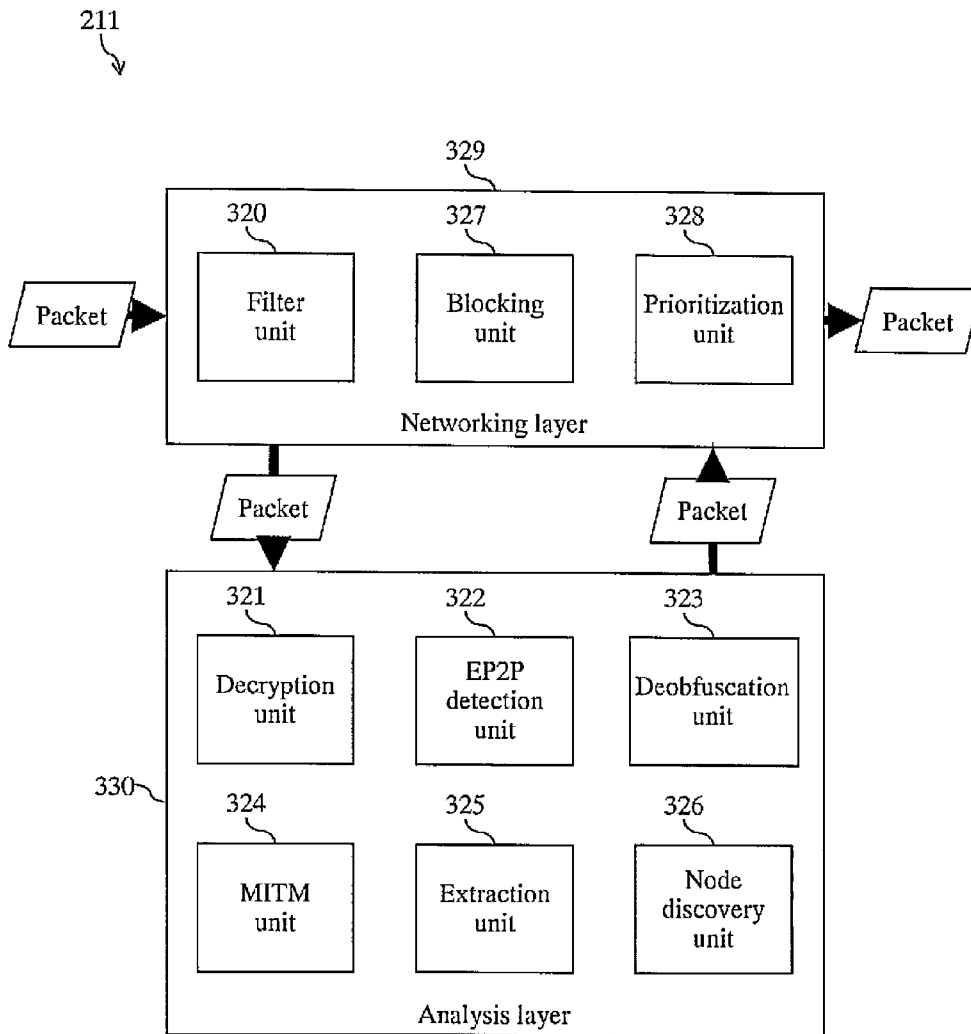 211
329
320
327
328
Packet
Filter
unit
Blocking
unit
Prioritization
unit
Packet
Networking layer
Packet
Packet
321
322
323
Decryption
unit
EP2P
detection
unit
Deobfuscation
unit
330
324
325
326
MITM
unit
Extraction
unit
Node
discovery
unit
Analysis layer